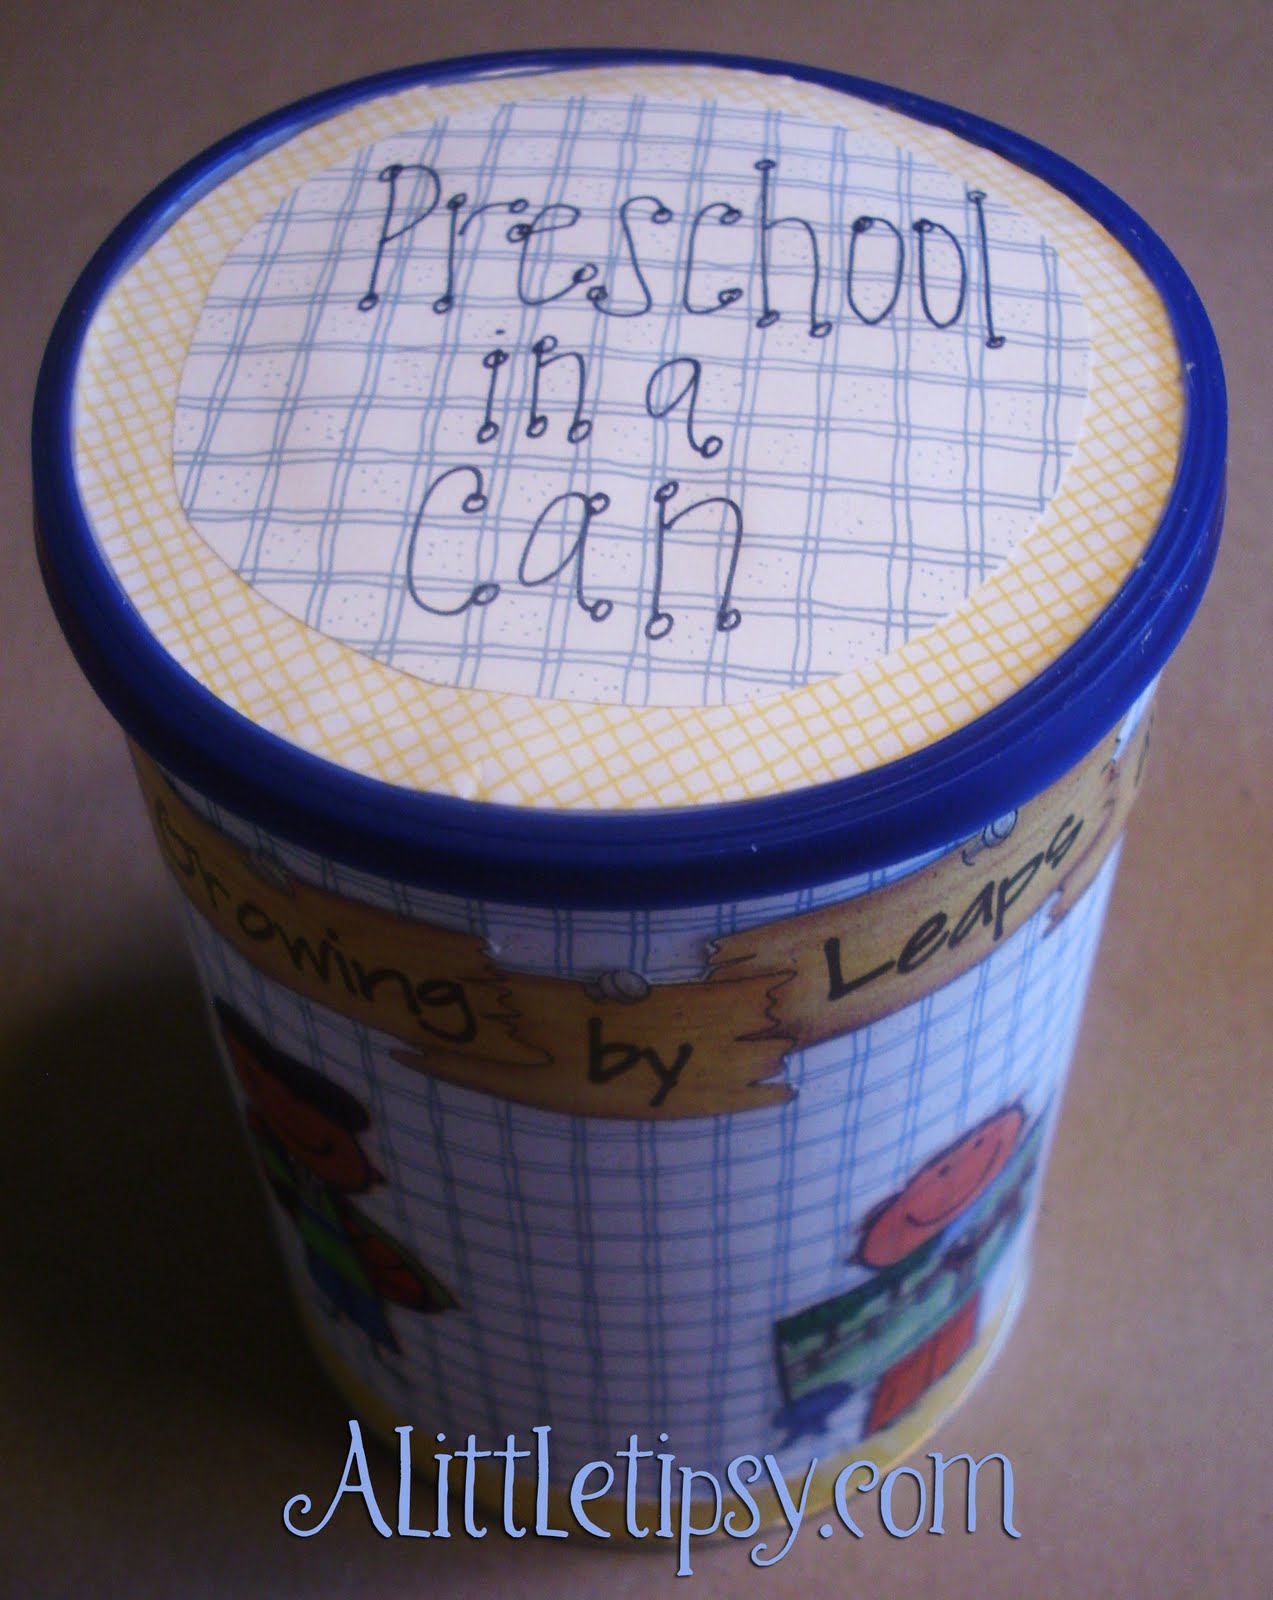 Preschool
in a
Can
Growing by Leaps
ALittleTipsy.com